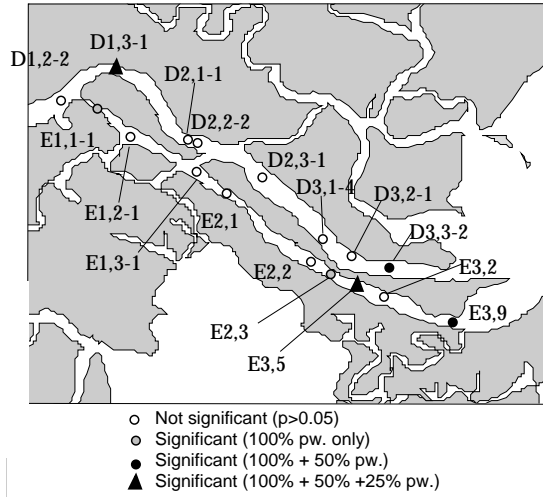 D1,3-1
D1,2-2
D2,1-1
D2,2-2
E1,1-1
D2,3-1
D3,1-4
D3,2-1
E1,2-1
E2,1
D3,3-2
E1,3-1
E2,2
E3,2
E2,3
E3,9
E3,5
Not significant (p>0.05)
Significant (100% pw. only)
Significant (100% + 50% pw.)
Significant (100% + 50% +25% pw.)